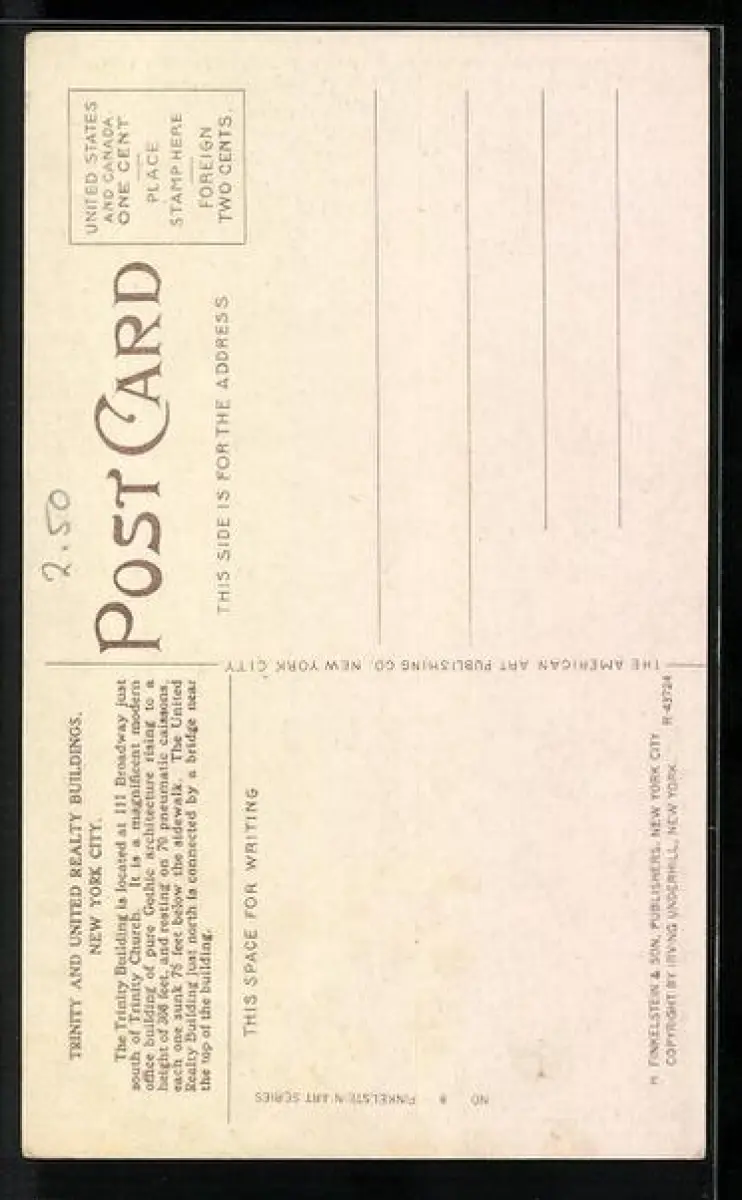 2.50
POST CARD
THIS SIDE IS FOR THE ADDRESS
UNITED STATES
AND CANADA
ONE CENT
PLACE
STAMP HERE
FOREIGN
TWO CENTS.
TRINITY AND UNITED REALTY BUILDINGS.
NEW YORK CITY.
The Trinity Building is located at 111 Broadway just
south of Trinity Church. It is a magnificent modern
office building of pure Gothic architecture rising to a
height of 308 feet, and resting on 70 pneumatic caissons,
each one sunk 75 feet below the sidewalk. The United
Realty Building just north is connected by a bridge near
the top of the building.
THIS SPACE FOR WRITING
THE AMERICAN ART PUBLISHING CO. NEW YORK CITY
NO FINKELSTEIN ART SERIES
H FINKELSTEIN & SON, PUBLISHERS, NEW YORK CITY
COPYRIGHT BY IRVING UNDERHILL, NEW YORK. R-43724